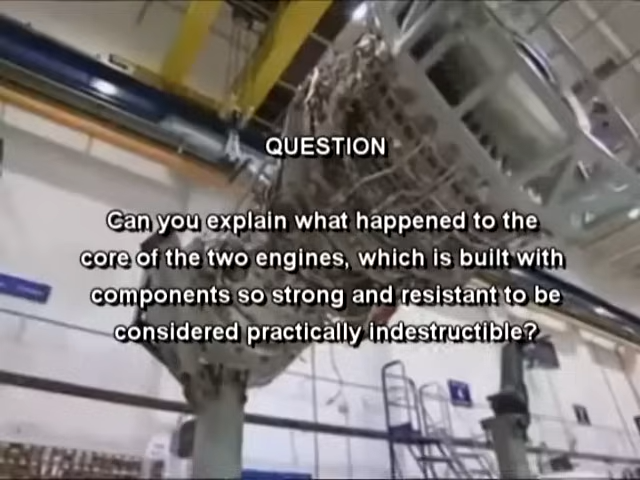 QUESTION
Can you explain what happened to the
core of the two engines, which is built with
components so strong and resistant to be
considered practically indestructible?